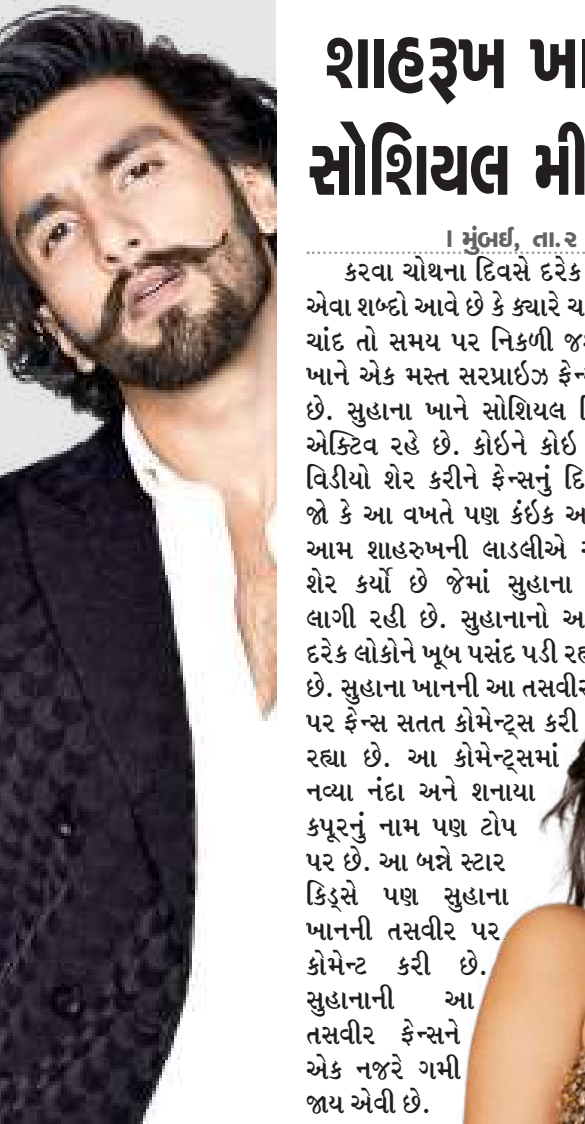 શાહરૂખ ખા
સોશિયલ મી
। મુંબઈ, તા.૨
કરવા ચોથના દિવસે દરેક
એવા શબ્દો આવે છે કે ક્યારે ચ
ચાંદ તો સમય પર નિકળી જ
ખાને એક મસ્ત સરપ્રાઇઝ ફે
છે. સુહાના ખાને સોશિયલ
એક્ટિવ રહે છે. કોઇને કોઇ
વિડીયો શેર કરીને ફેન્સનું દિ
જો કે આ વખતે પણ કંઇક અ
આમ શાહરુખની લાડલીએ
શેર કર્યો છે જેમાં સુહાના
લાગી રહી છે. સુહાનાનો અ
દરેક લોકોને ખૂબ પસંદ પડી રહ
છે. સુહાના ખાનની આ તસવીર
પર ફેન્સ સતત કોમેન્ટ્સ કરી
રહ્યા છે. આ કોમેન્ટ્સમાં
નવ્યા નંદા અને શનાયા
કપૂરનું નામ પણ ટોપ
પર છે. આ બન્ને સ્ટાર
કિડ્સે પણ સુહાના
ખાનની તસવીર પર
કોમેન્ટ કરી છે.
સુહાનાની આ
તસવીર ફેન્સને
એક નજરે ગમી
જાય એવી છે.